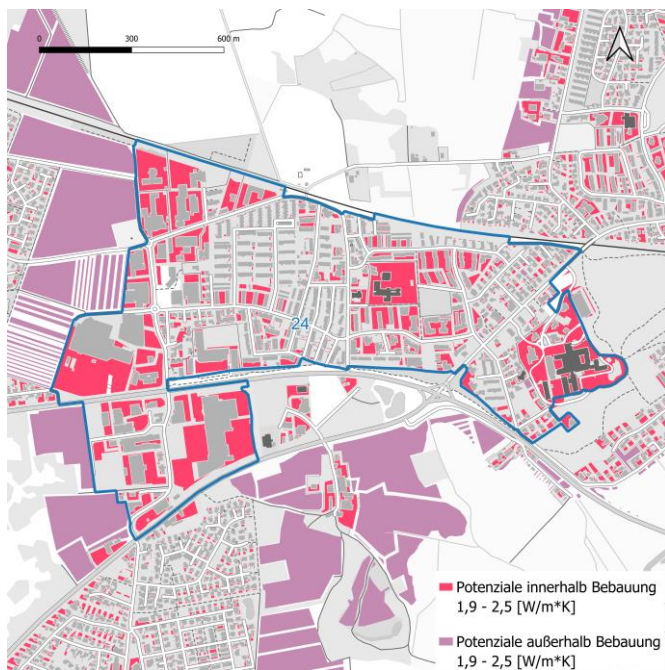 0 300 600 m
24
Potenziale innerhalb Bebauung
1,9 - 2,5 [W/m*K]
Potenziale außerhalb Bebauung
1,9 - 2,5 [W/m*K]